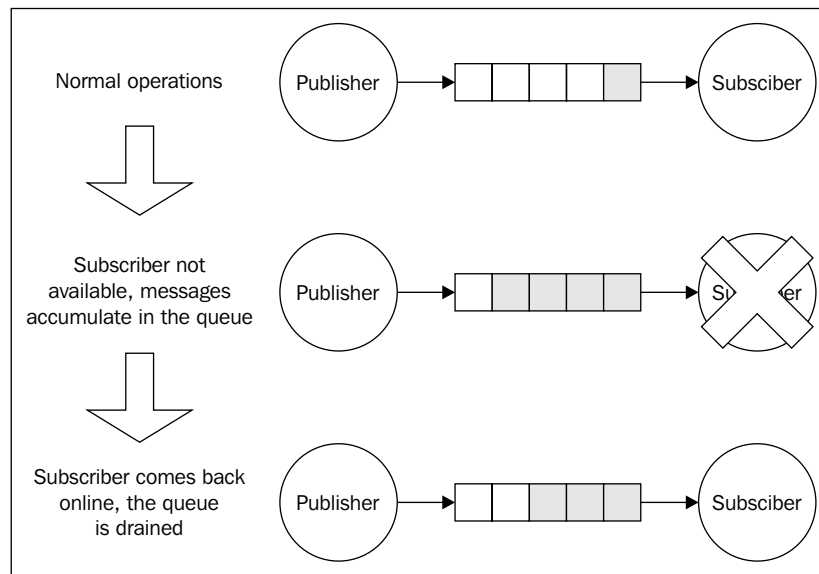 Normal operations
Publisher
Subsciber
Subscriber not
available, messages
accumulate in the queue
Publisher
Subscriber comes back
online, the queue
is drained
Publisher
Subsciber